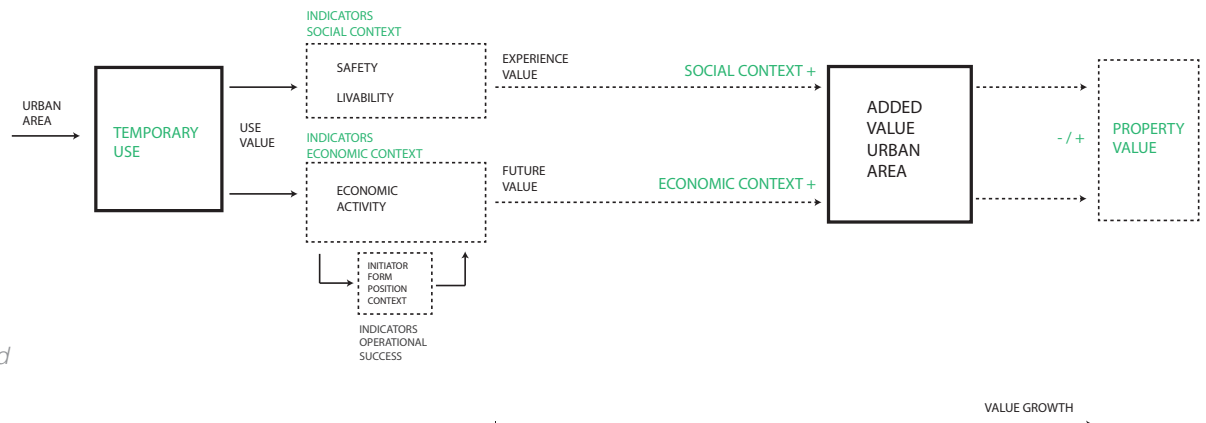 INDICATORS
SOCIAL CONTEXT
SAFETY
LIVABILITY
EXPERIENCE
VALUE
SOCIAL CONTEXT +
URBAN
AREA
TEMPORARY
USE
USE
VALUE
INDICATORS
ECONOMIC CONTEXT
ECONOMIC
ACTIVITY
FUTURE
VALUE
ECONOMIC CONTEXT +
ADDED
VALUE
URBAN
AREA
- / +
PROPERTY
VALUE
INITIATOR
FORM
POSITION
CONTEXT
INDICATORS
OPERATIONAL
SUCCESS
d
VALUE GROWTH